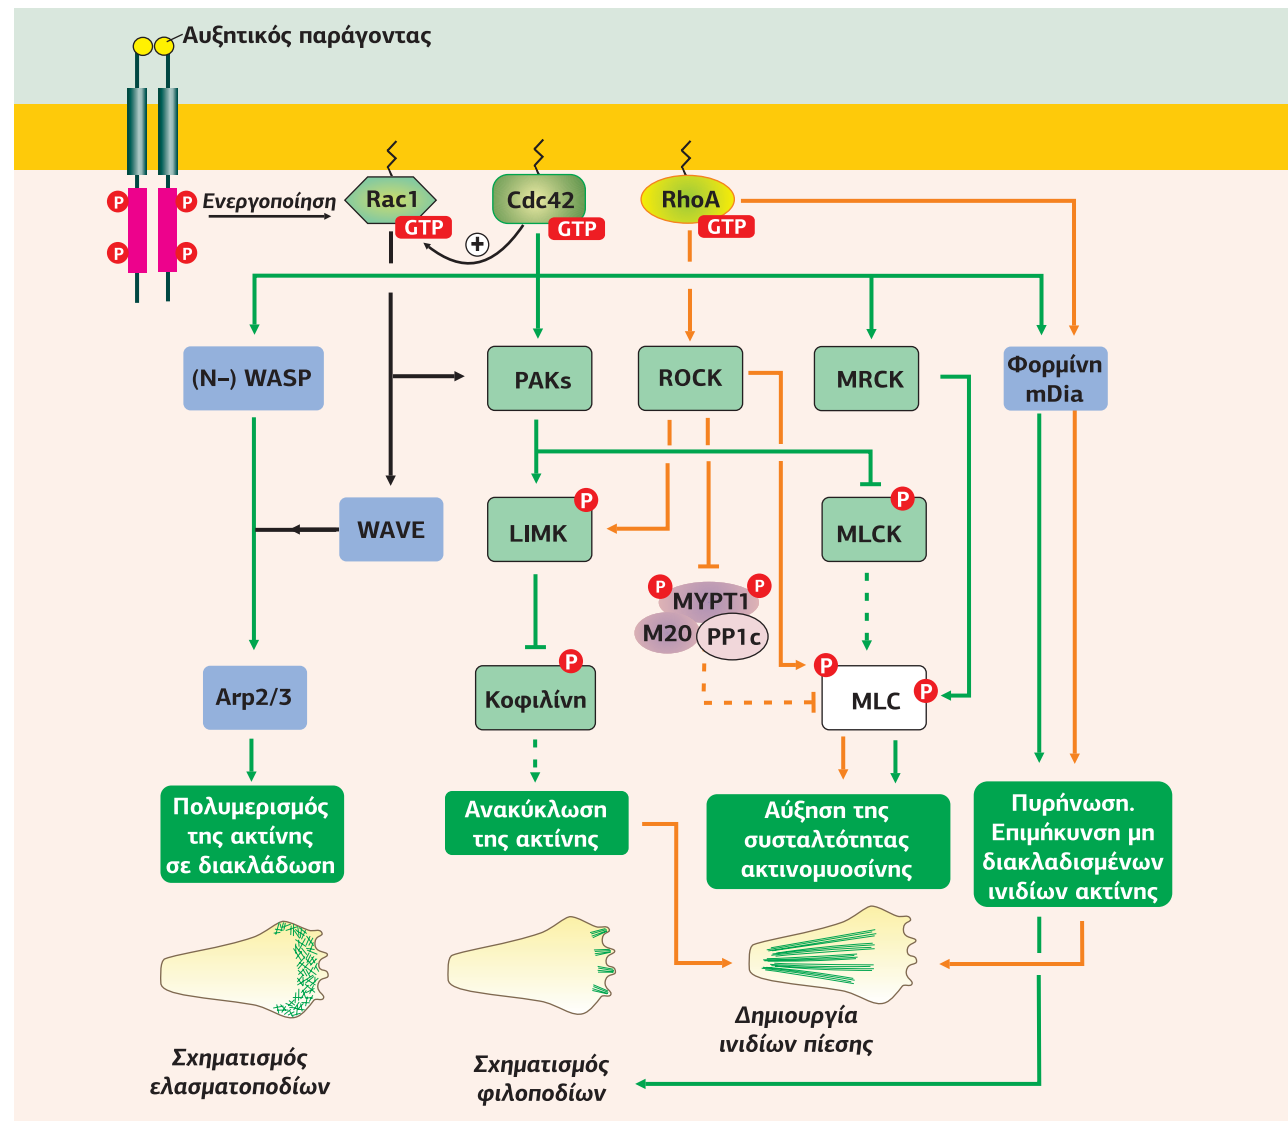 Αυξητικός παράγοντας
P
P
P
P
Ενεργοποίηση
Rac1
GTP
+
Cdc42
GTP
RhoA
GTP
(N–) WASP
PAKs
ROCK
MRCK
Φορμίνη
mDia
WAVE
LIMK
P
MLCK
P
P
P
MYPT1
M20
PP1c
Arp2/3
Κοφιλίνη
P
P
P
MLC
Πολυμερισμός
της ακτίνης
σε διακλάδωση
Ανακύκλωση
της ακτίνης
Αύξηση της
συσταλτότητας
ακτινομυοσίνης
Πυρήνωση.
Επιμήκυνση μη
διακλαδισμένων
ινιδίων ακτίνης
Σχηματισμός
ελασματοποδίων
Σχηματισμός
φιλοποδίων
Δημιουργία
ινιδίων πίεσης